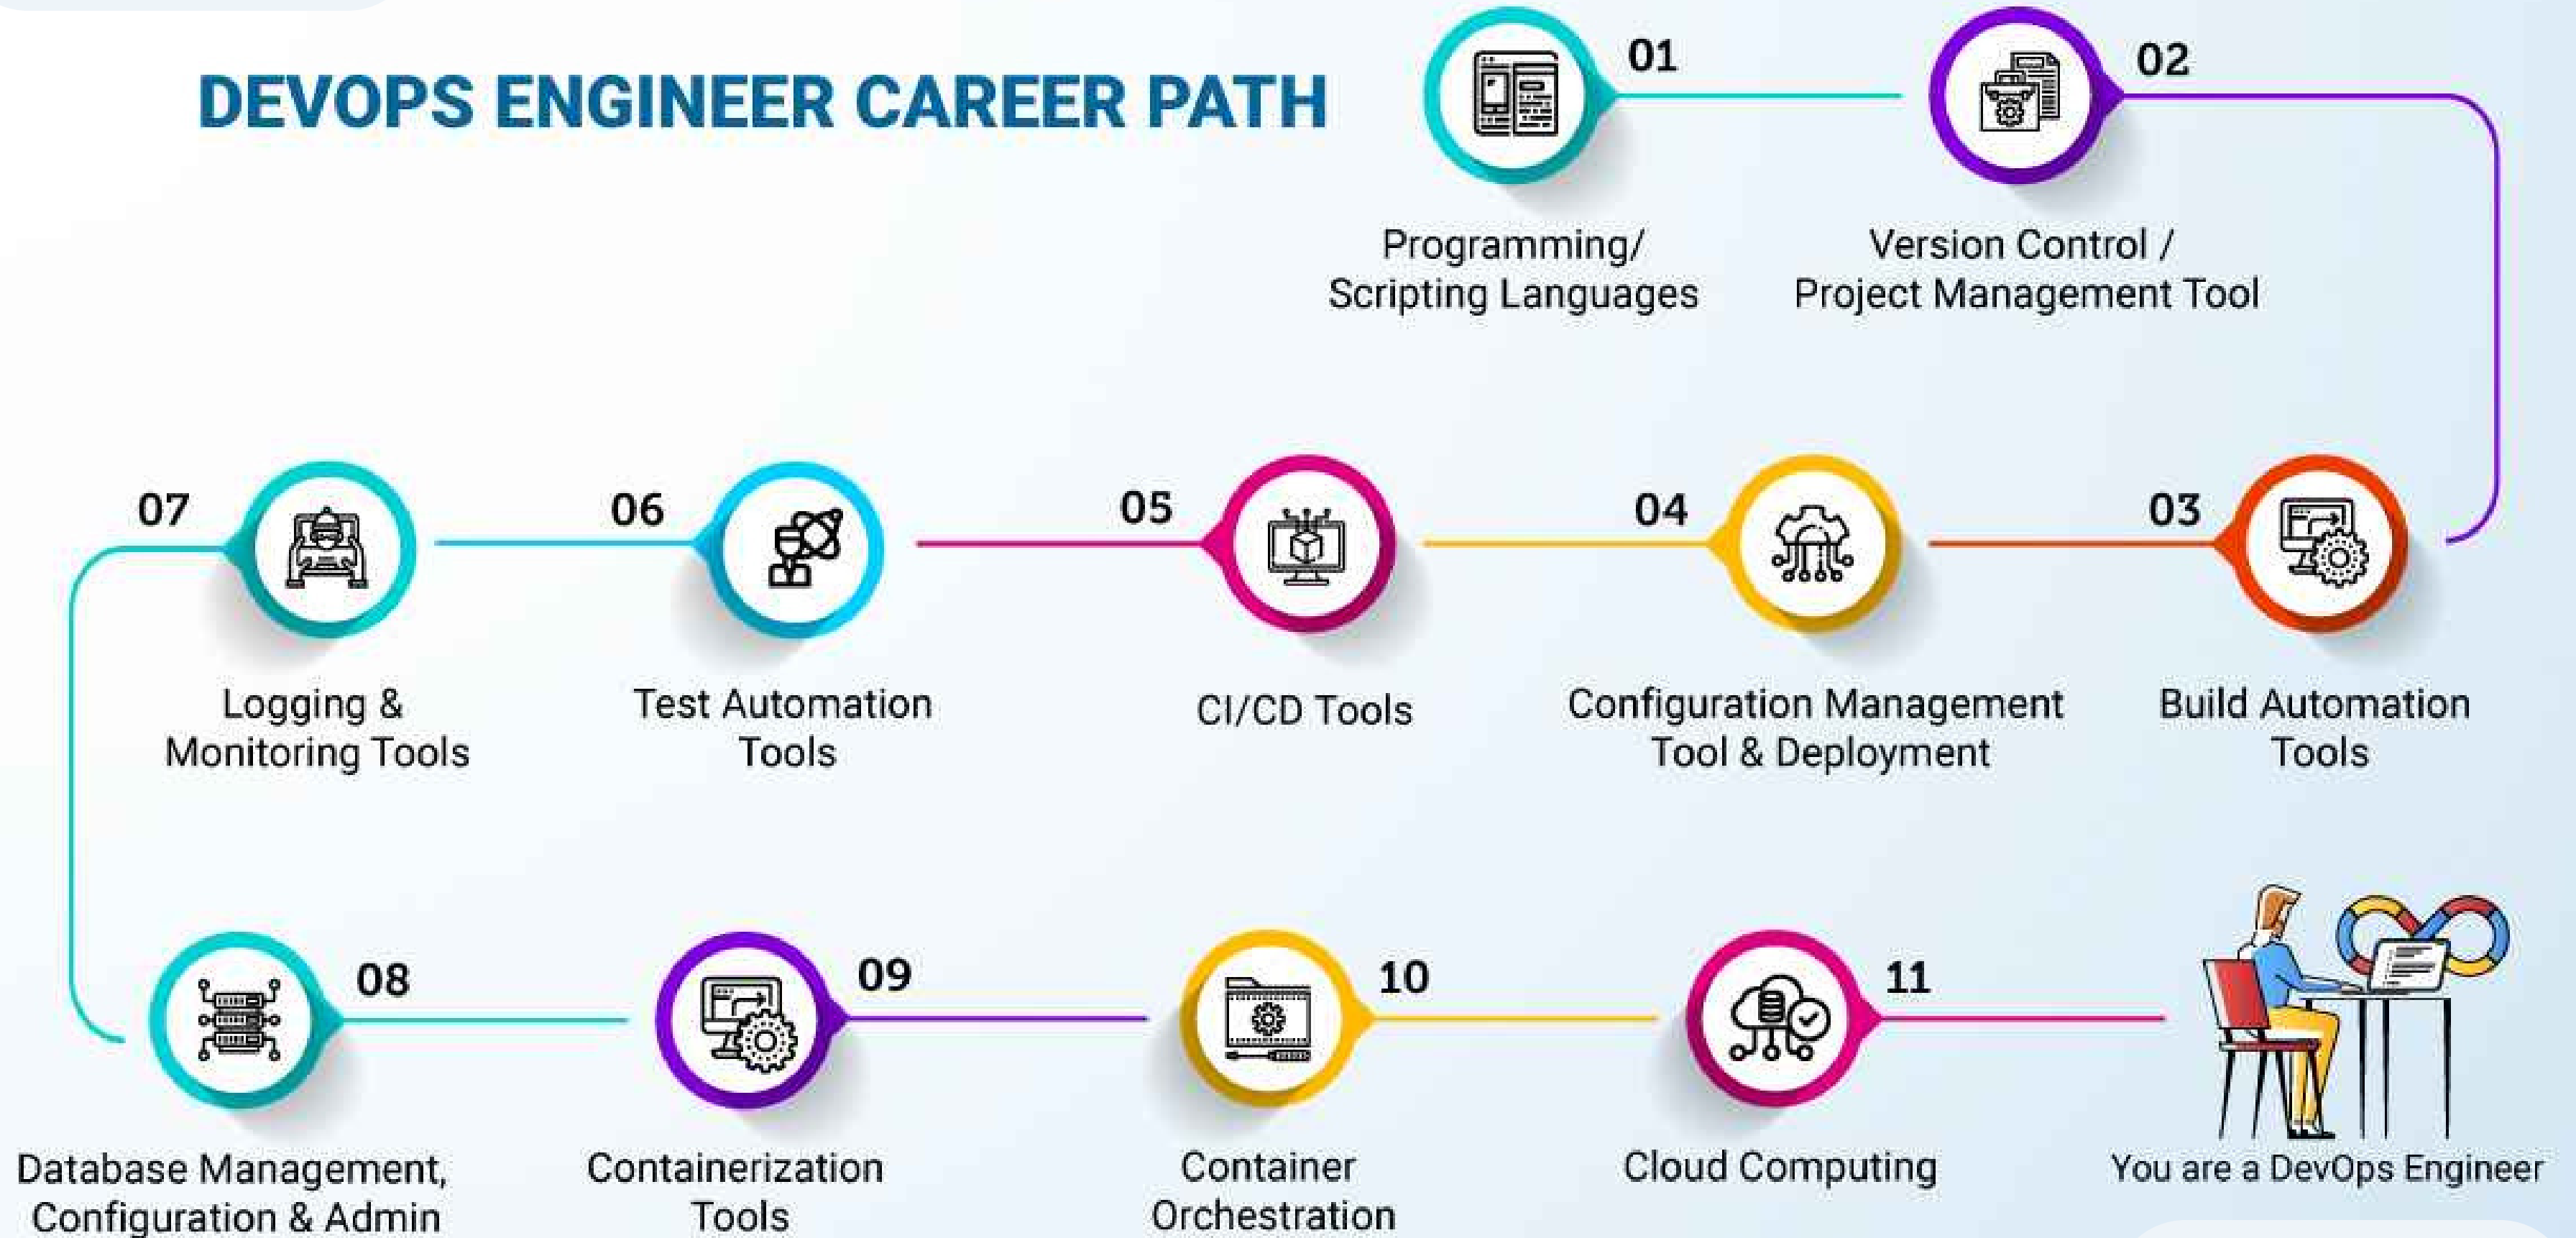 DEVOPS ENGINEER CAREER PATH
01
Programming/
Scripting Languages
02
Version Control /
Project Management Tool
03
Build Automation
Tools
04
Configuration Management
Tool & Deployment
05
CI/CD Tools
06
Test Automation
Tools
07
Logging &
Monitoring Tools
08
Database Management,
Configuration & Admin
09
Containerization
Tools
10
Container
Orchestration
11
Cloud Computing
You are a DevOps Engineer